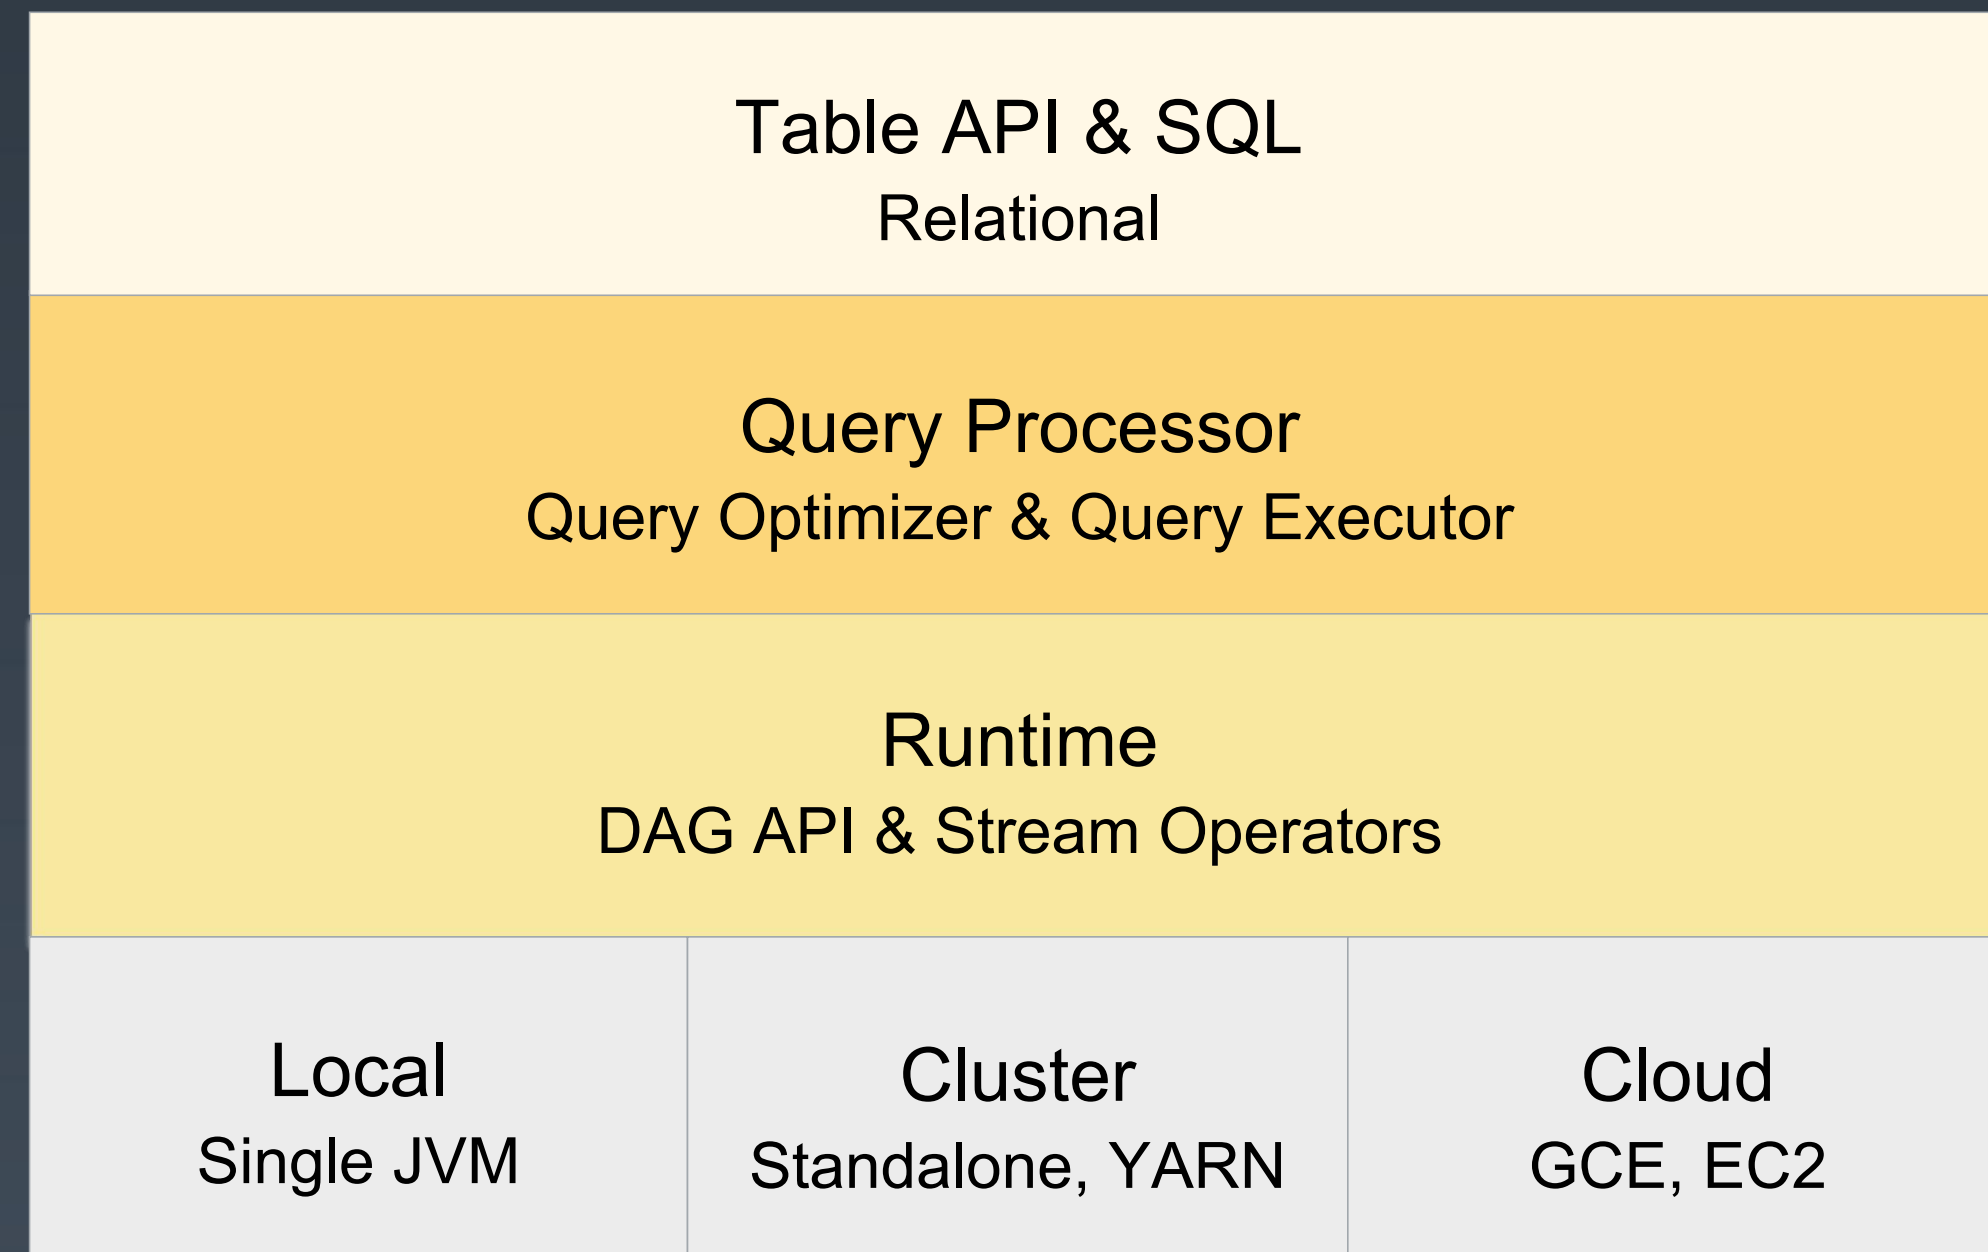 Table API & SQL
Relational
Query Processor
Query Optimizer & Query Executor
Runtime
DAG API & Stream Operators
Local
Single JVM
Cluster
Standalone, YARN
Cloud
GCE, EC2